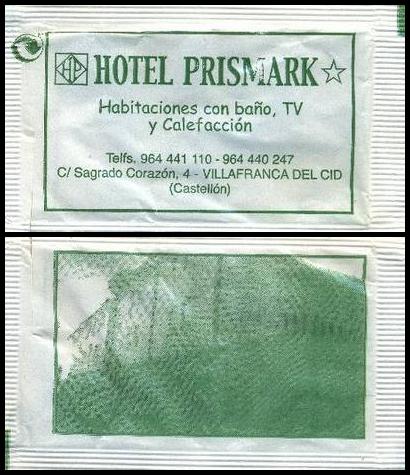 HP HOTEL PRISMARK
Habitaciones con baño, TV
y Calefacción
Telfs. 964 441 110 - 964 440 247
C/ Sagrado Corazón, 4 - VILLAFRANCA DEL CID
(Castellón)